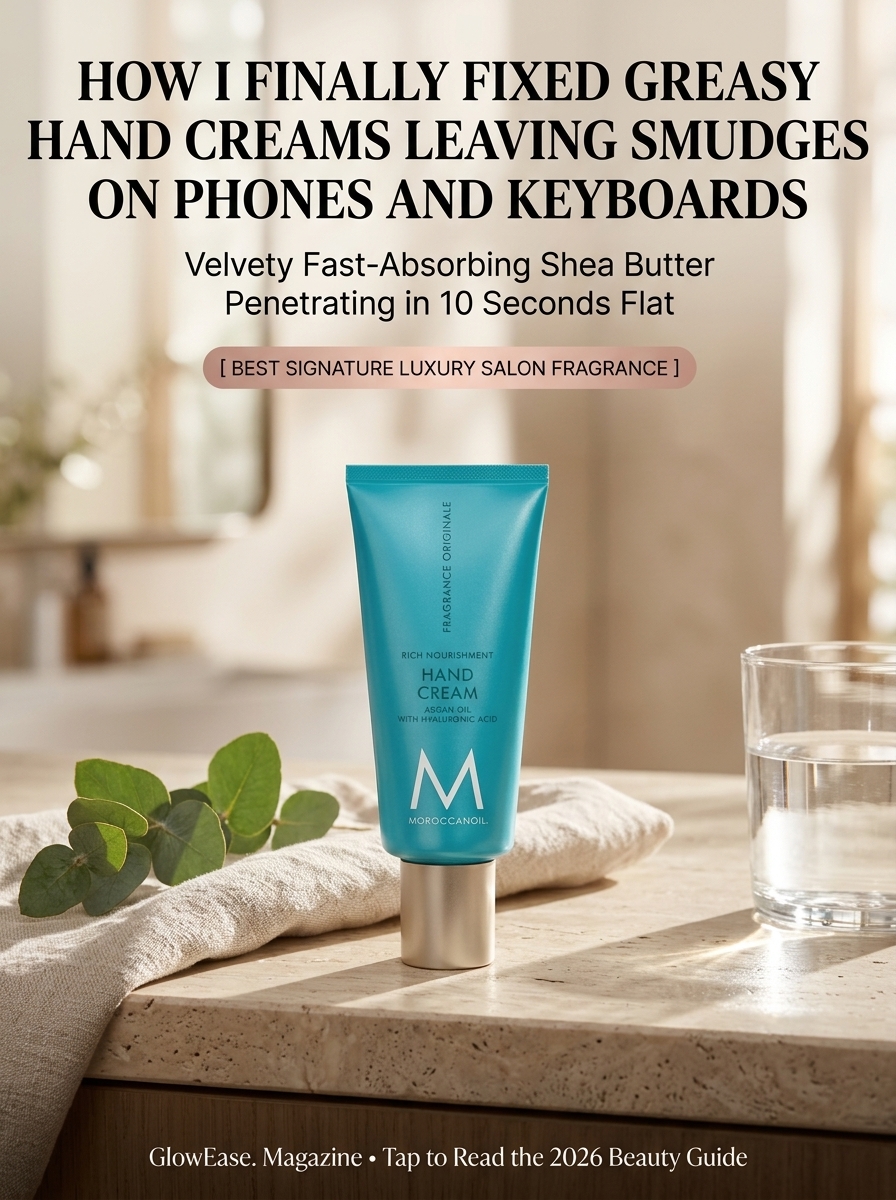 HOW I FINALLY FIXED GREASY
HAND CREAMS LEAVING SMUDGES
ON PHONES AND KEYBOARDS
Velvety Fast-Absorbing Shea Butter
Penetrating in 10 Seconds Flat
[ BEST SIGNATURE LUXURY SALON FRAGRANCE ]
FRAGRANCE ORIGINALE
RICH NOURISHMENT
HAND
CREAM
ASGAN OIL
WITH HYALURONIC ACID
M
MOROCCANOIL.
GlowEase. Magazine • Tap to Read the 2026 Beauty Guide